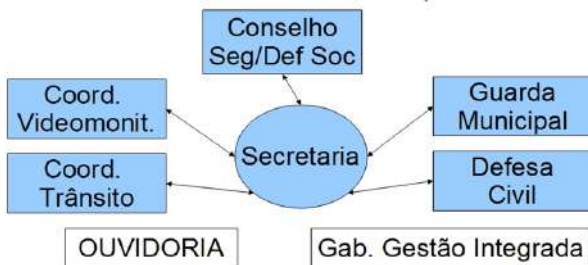 Conselho
Seg/Def Soc
Coord.
Videomonit.
Guarda
Municipal
Secretaria
Coord.
Trânsito
Defesa
Civil
OUVIDORIA
Gab. Gestão Integrada